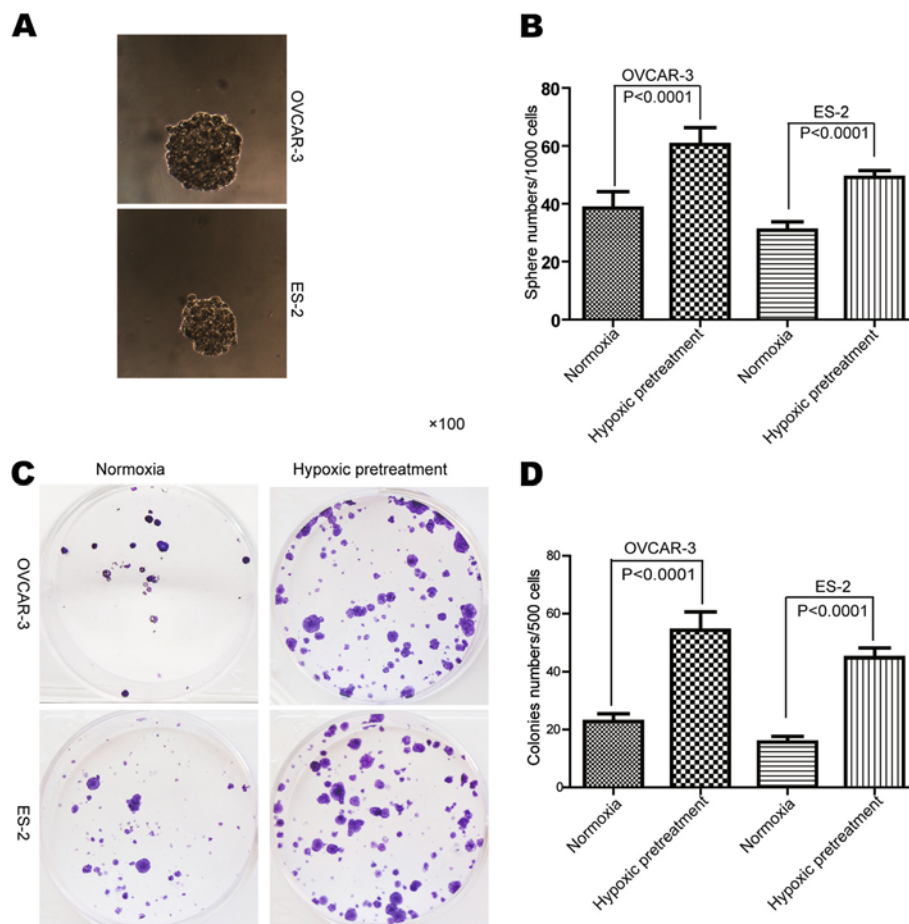 A
OVCAR-3
ES-2
×100
B
OVCAR-3
P<0.0001
ES-2
P<0.0001
Sphere numbers/1000 cells
80
60
40
20
0
Normoxia
Hypoxic pretreatment
Normoxia
Hypoxic pretreatment
C
Normoxia
Hypoxic pretreatment
OVCAR-3
ES-2
D
OVCAR-3
P<0.0001
ES-2
P<0.0001
Colonies numbers/500 cells
80
60
40
20
0
Normoxia
Hypoxic pretreatment
Normoxia
Hypoxic pretreatment